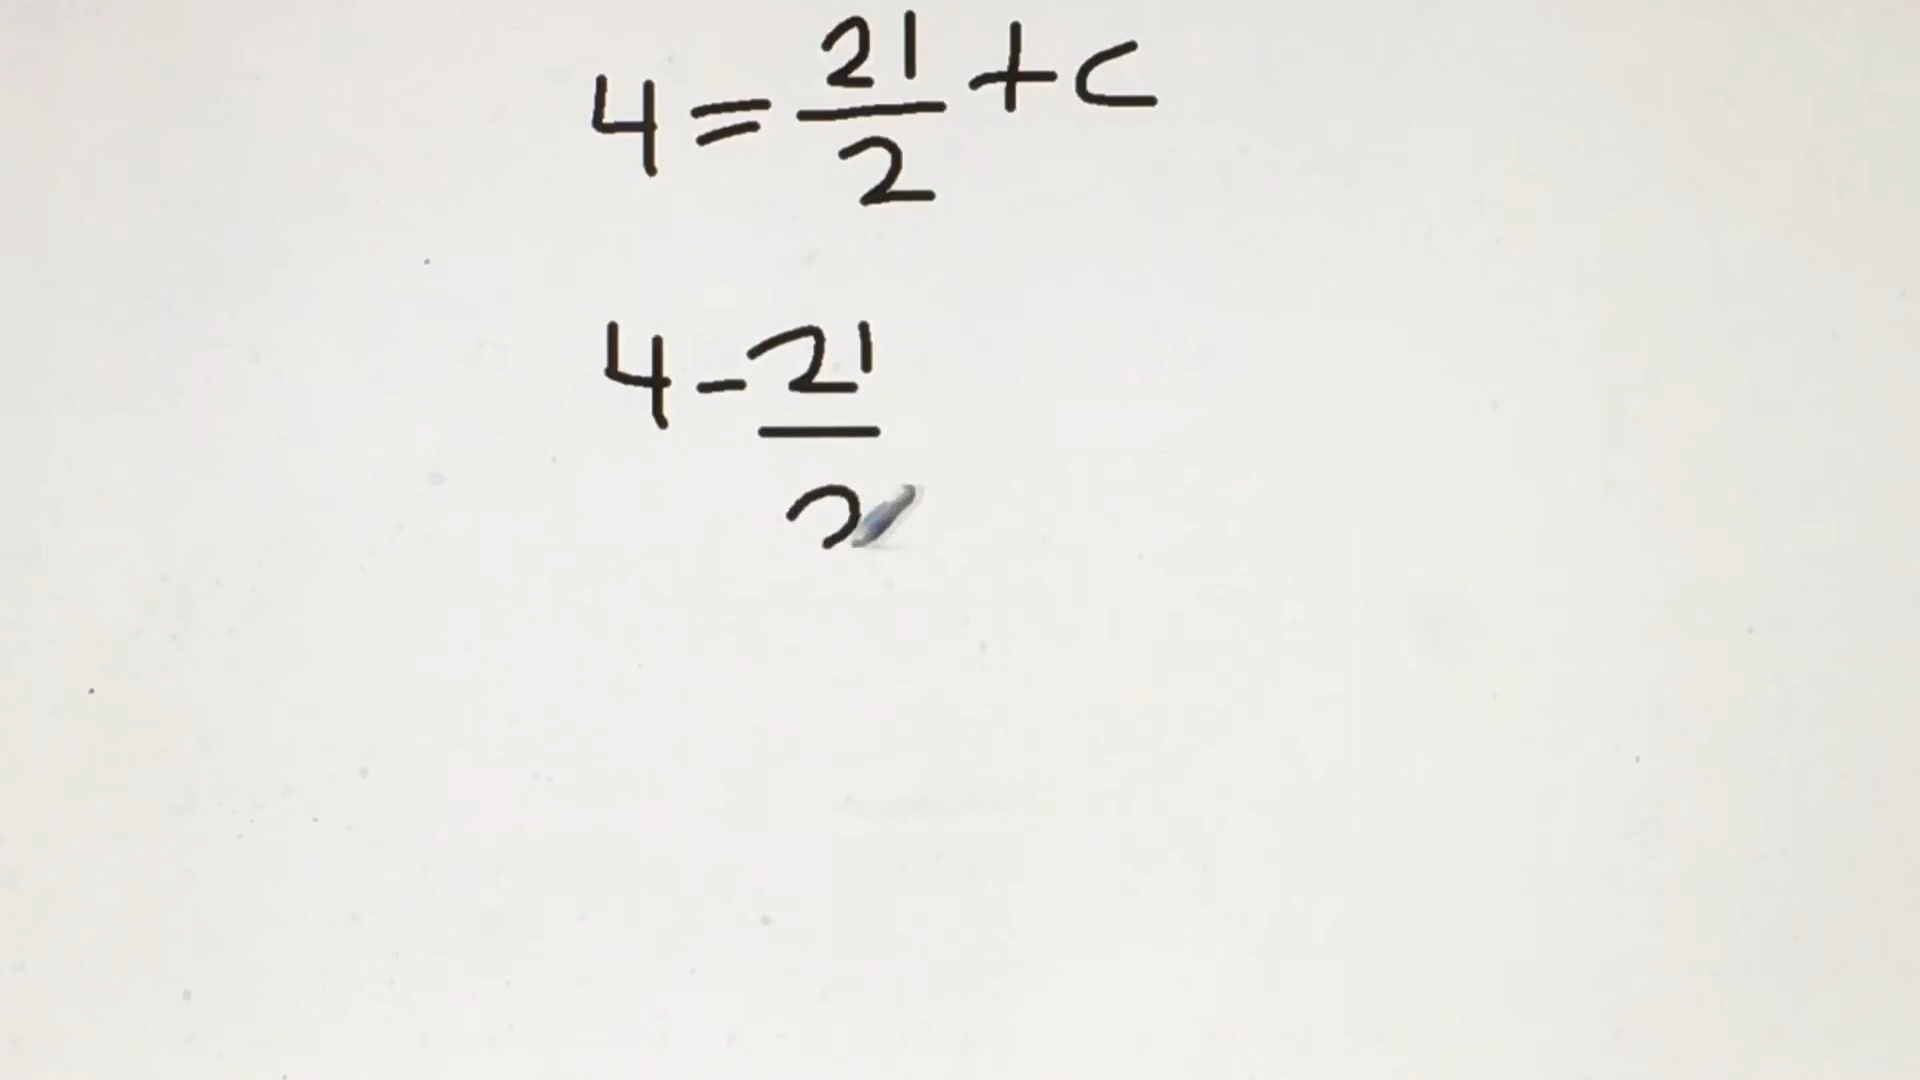 4 = 21/2 + c
4 - 21/2